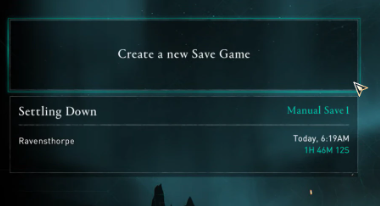 Create a new Save Game
Settling Down Manual Save 1
Ravensthorpe Today, 6:19AM
1H 46M 12S